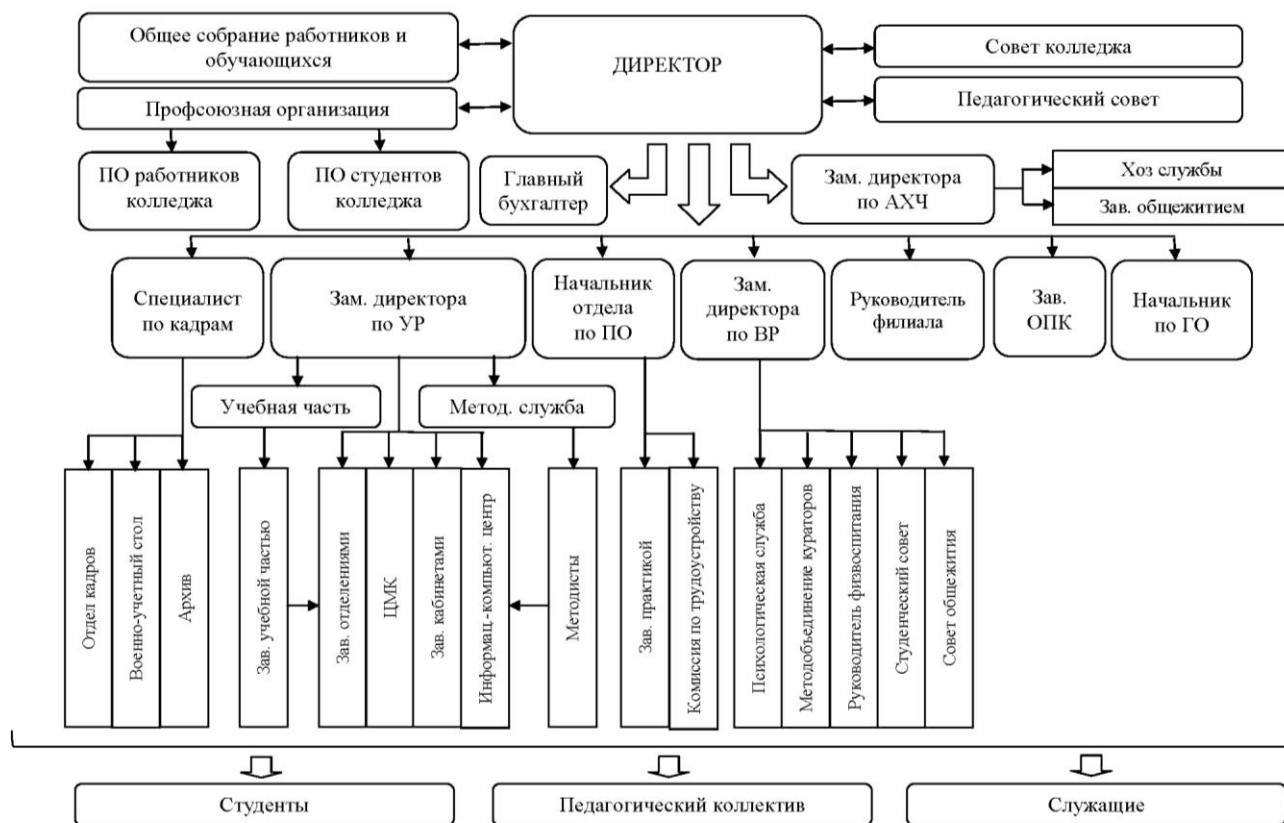 Общее собрание работников и
обучающихся
ДИРЕКТОР
Совет колледжа
Профсоюзная организация
Педагогический совет
ПО работников
колледжа
ПО студентов
колледжа
Главный
бухгалтер
Зам. директора
по АХЧ
Хоз службы
Зав. общежитием
Специалист
по кадрам
Зам. директора
по УР
Начальник
отдела
по ПО
Зам.
директора
по ВР
Руководитель
филиала
Зав.
ОПК
Начальник
по ГО
Учебная часть
Метод. служба
Отдел кадров
Военно-учетный стол
Архив
Зав. учебной частью
Зав. отделениями
ЦМК
Зав. кабинетами
Информац.-компьют. центр
Методисты
Зав. практикой
Комиссия по трудоустройству
Психологическая служба
Методобъединение кураторов
Руководитель физвоспитания
Студенческий совет
Совет общежития
Студенты
Педагогический коллектив
Служащие